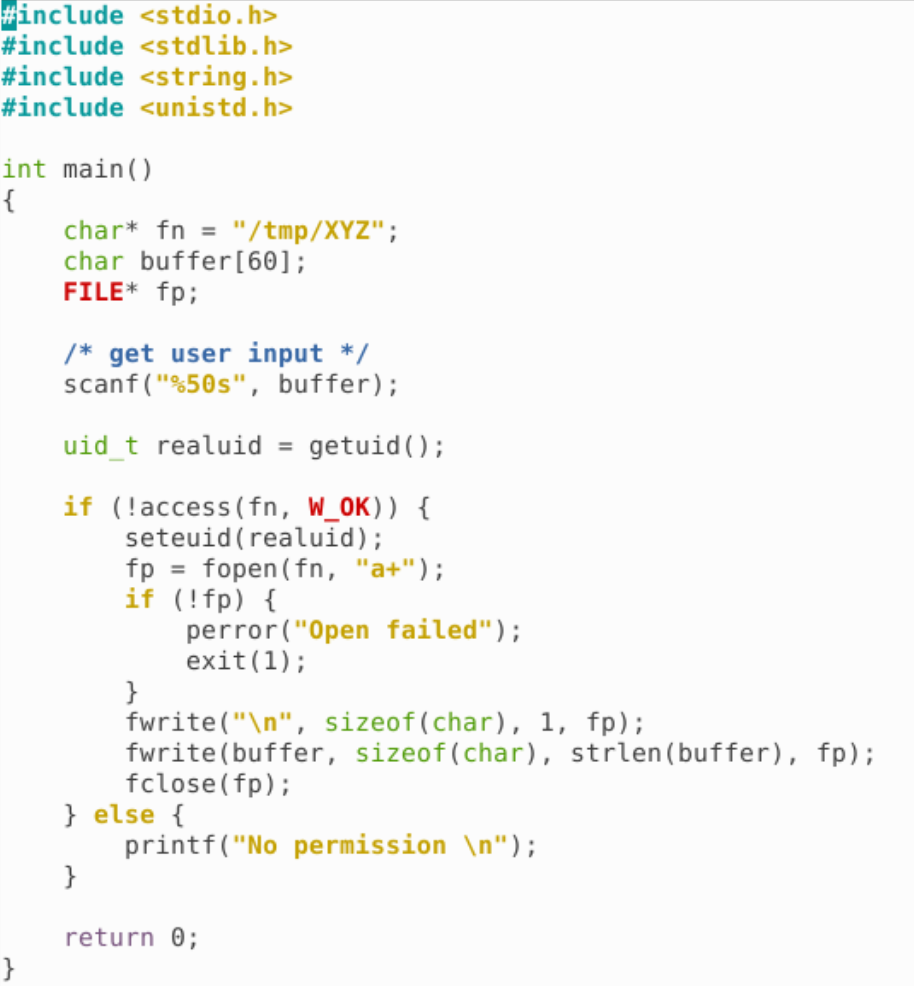 #include <stdio.h>
#include <stdlib.h>
#include <string.h>
#include <unistd.h>

int main()
{
    char* fn = "/tmp/XYZ";
    char buffer[60];
    FILE* fp;

    /* get user input */
    scanf("%50s", buffer);

    uid_t realuid = getuid();

    if (!access(fn, W_OK)) {
        seteuid(realuid);
        fp = fopen(fn, "a+");
        if (!fp) {
            perror("Open failed");
            exit(1);
        }
        fwrite("\n", sizeof(char), 1, fp);
        fwrite(buffer, sizeof(char), strlen(buffer), fp);
        fclose(fp);
    } else {
        printf("No permission \n");
    }

    return 0;
}